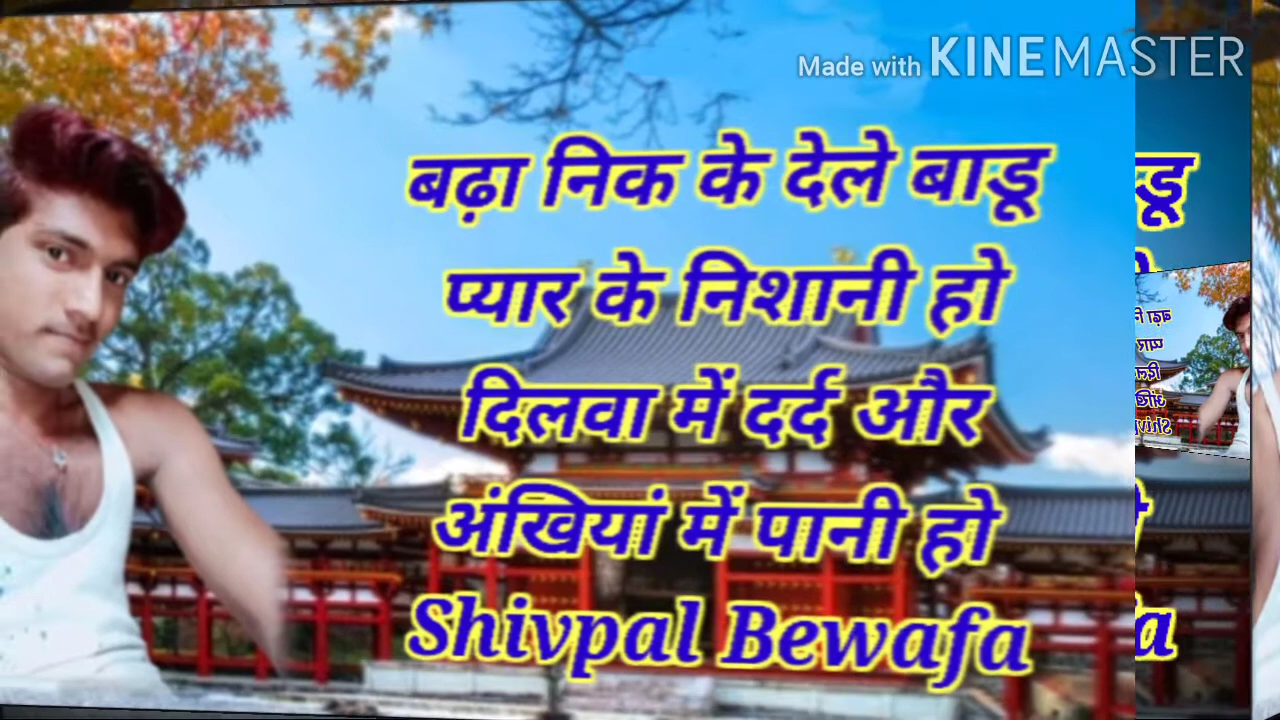 Made with KINEMASTER
बढ़ा निक के देले बाडू
प्यार के निशानी हो
दिलवा में दर्द और
अंखियां में पानी हो
Shivpal Bewafa